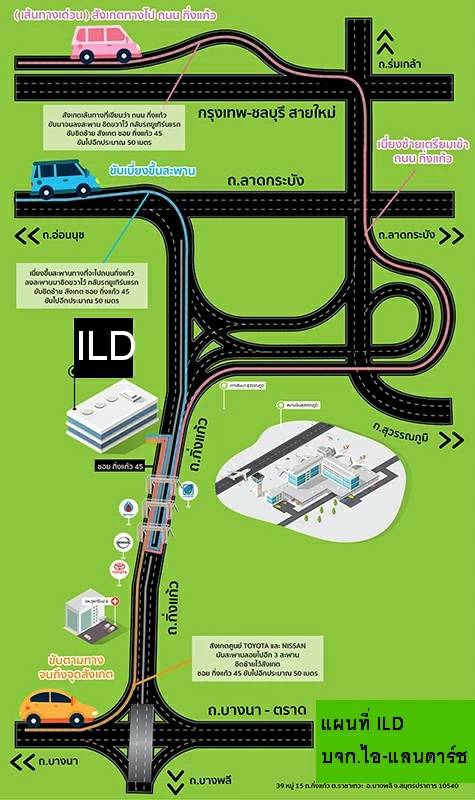 ( เส้นทางด่วน ) สังเกตทางไป ถนน กิ่งแก้ว
ถ.ร่มเกล้า
สังเกตเส้นทางที่เขียนว่า ถนน กิ่งแก้ว
ขับมาจนลงสะพาน ชิดขวาไว้ กลับรถยูเทิร์นแรก
ขับชิดซ้าย สังเกต ซอย กิ่งแก้ว 45
ขับไปอีกประมาณ 50 เมตร
กรุงเทพ-ชลบุรี สายใหม่
เบี่ยงซ้ายเตรียมเข้า
ถนน กิ่งแก้ว
ขับเบี่ยงขึ้นสะพาน
ถ.ลาดกระบัง
ถ.อ่อนนุช
ถ.ลาดกระบัง
เบี่ยงขึ้นสะพานทางที่จะไปถนนกิ่งแก้ว
ลงสะพานมาชิดขวาไว้ กลับรถยูเทิร์นแรก
ขับชิดซ้าย สังเกต ซอย กิ่งแก้ว 45
ขับไปอีกประมาณ 50 เมตร
ILD
ถ.สุวรรณภูมิ
ถ.กิ่งแก้ว
ซอย กิ่งแก้ว 45
NISSAN
TOYOTA
ถ.กิ่งแก้ว
ขับตามทาง
จนถึงจุดสังเกต
สังเกตศูนย์ TOYOTA และ NISSAN
นับสะพานลอยไปอีก 3 สะพาน
ชิดซ้ายไว้สังเกต
ซอย กิ่งแก้ว 45 ขับไปอีกประมาณ 50 เมตร
ถ.บางนา - ตราด
แผนที่ ILD
บจก.ไอ-แลนดาร์ช
ถ.บางนา
ถ.บางพลี
39 หมู่ 15 ถ.กิ่งแก้ว ต.ราชาเทวะ อ.บางพลี จ.สมุทรปราการ 10540